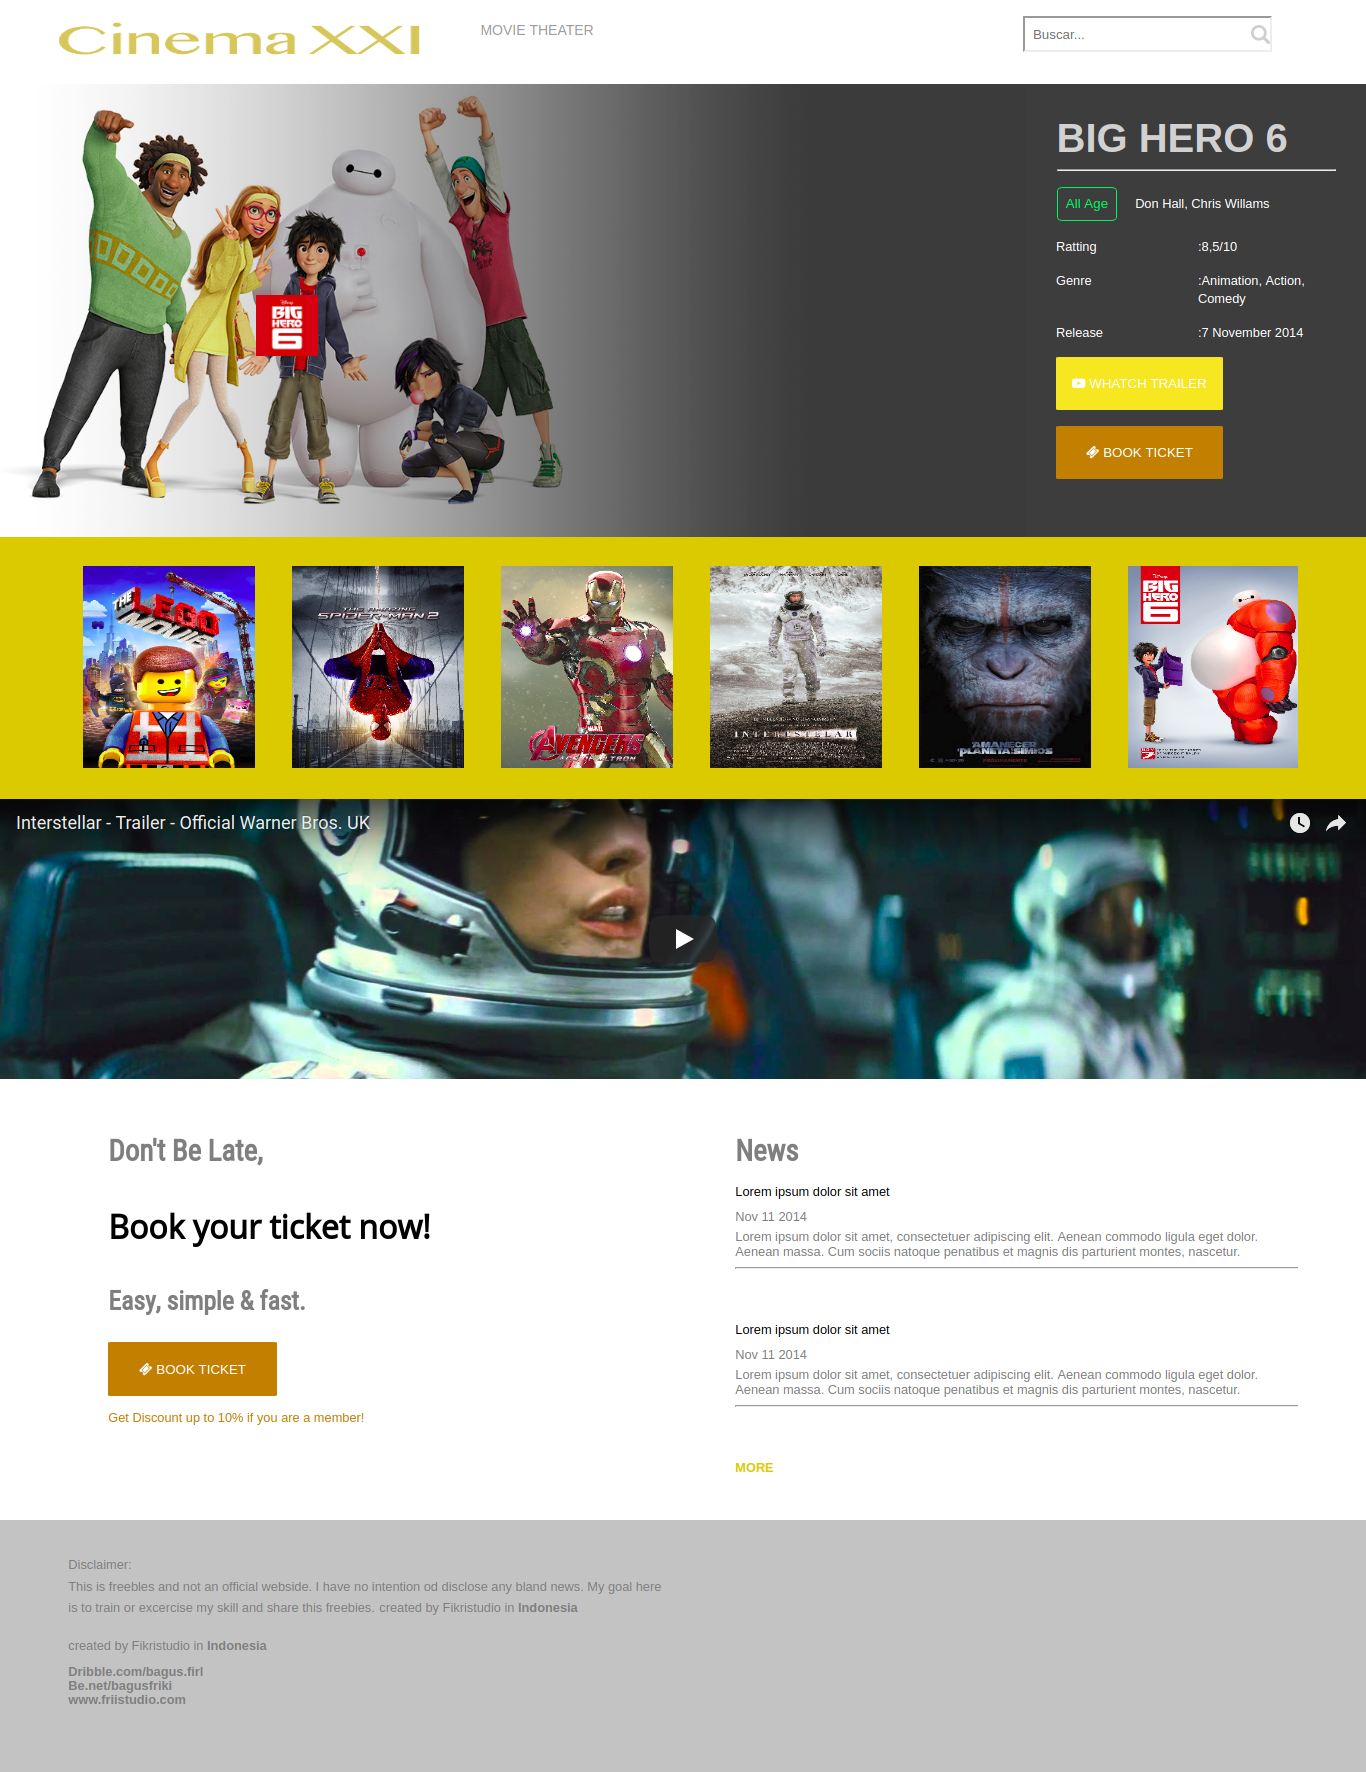 Cinema XXI
MOVIE THEATER
Buscar...
BIG HERO 6
All Age
Don Hall, Chris Willams
Ratting :8,5/10
Genre :Animation, Action,
Comedy
Release :7 November 2014
WHATCH TRAILER
BOOK TICKET
Disney
BIG
HERO
6
THE
LEGO
MOVIE
THE AMAZING
SPIDER-MAN 2
MARVEL
AVENGERS
AGE OF ULTRON
INTERSTELLAR
AMANECER
PLANETA SIMIOS
PRÓXIMAMENTE
Disney
BIG
HERO
6
Interstellar - Trailer - Official Warner Bros. UK
Don't Be Late,
Book your ticket now!
Easy, simple & fast.
BOOK TICKET
Get Discount up to 10% if you are a member!
News
Lorem ipsum dolor sit amet
Nov 11 2014
Lorem ipsum dolor sit amet, consectetuer adipiscing elit. Aenean commodo ligula eget dolor.
Aenean massa. Cum sociis natoque penatibus et magnis dis parturient montes, nascetur.
Lorem ipsum dolor sit amet
Nov 11 2014
Lorem ipsum dolor sit amet, consectetuer adipiscing elit. Aenean commodo ligula eget dolor.
Aenean massa. Cum sociis natoque penatibus et magnis dis parturient montes, nascetur.
MORE
Disclaimer:
This is freebles and not an official webside. I have no intention od disclose any bland news. My goal here
is to train or excercise my skill and share this freebies. created by Fikristudio in Indonesia
created by Fikristudio in Indonesia
Dribble.com/bagus.firl
Be.net/bagusfriki
www.friistudio.com